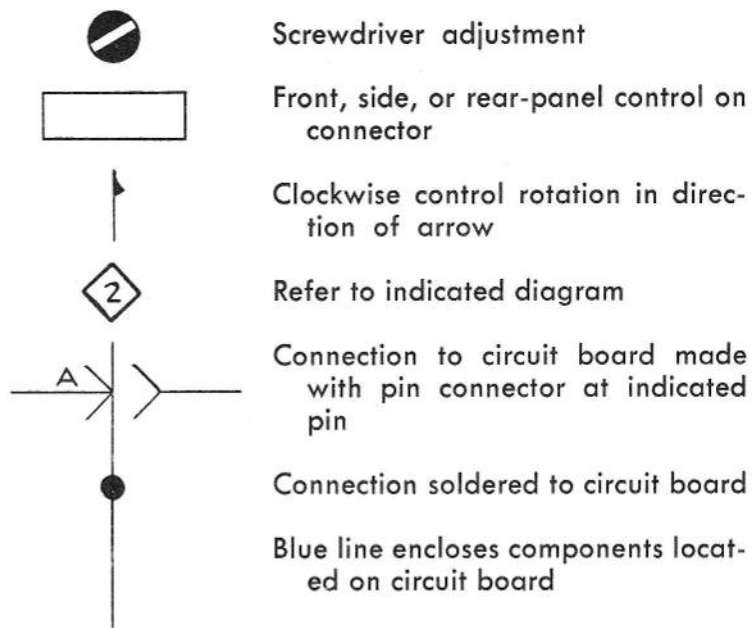 Screwdriver adjustment
Front, side, or rear-panel control on
connector
Clockwise control rotation in direc-
tion of arrow
2
Refer to indicated diagram
A
Connection to circuit board made
with pin connector at indicated
pin
Connection soldered to circuit board
Blue line encloses components locat-
ed on circuit board